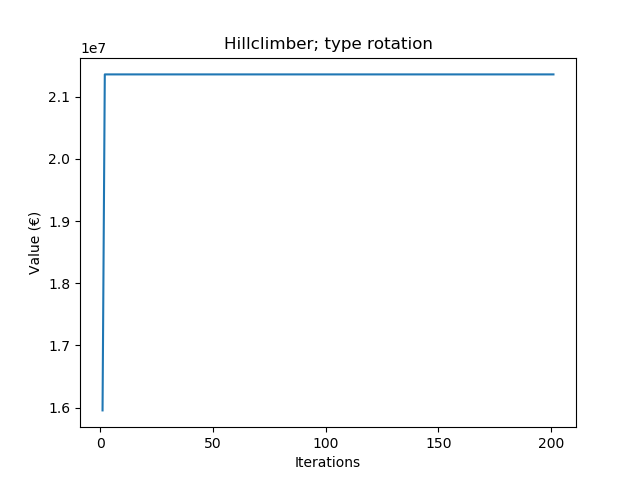 Hillclimber; type rotation
1e7
2.1
2.0
1.9
1.8
1.7
1.6
Value (€)
0 50 100 150 200
Iterations